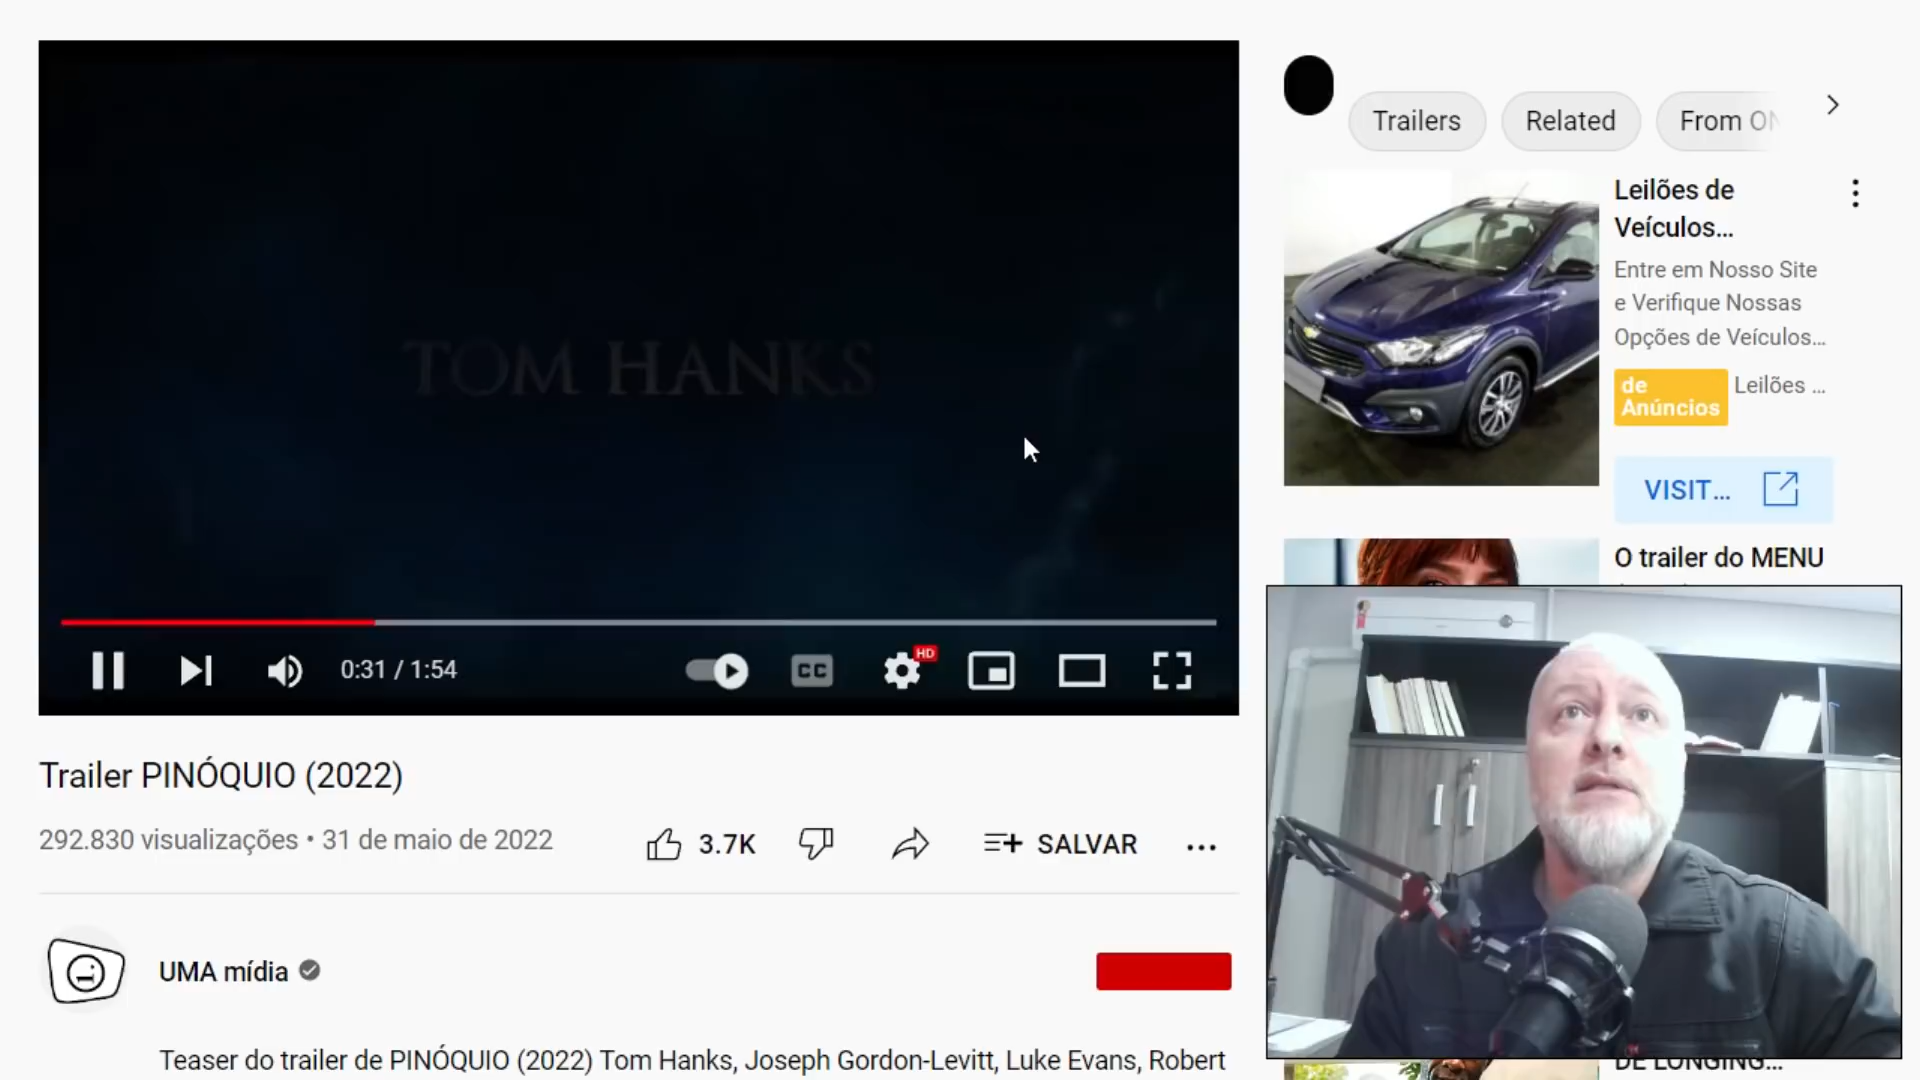 TOM HANKS
0:31 / 1:54
CC
HD
Trailer PINÓQUIO (2022)
292.830 visualizações • 31 de maio de 2022
3.7K
SALVAR
UMA mídia
Teaser do trailer de PINÓQUIO (2022) Tom Hanks, Joseph Gordon-Levitt, Luke Evans, Robert
Trailers
Related
From
Leilões de
Veículos...
Entre em Nosso Site
e Verifique Nossas
Opções de Veículos...
de
Anúncios
Leilões ...
VISIT...
O trailer do MENU
DE LONGING...